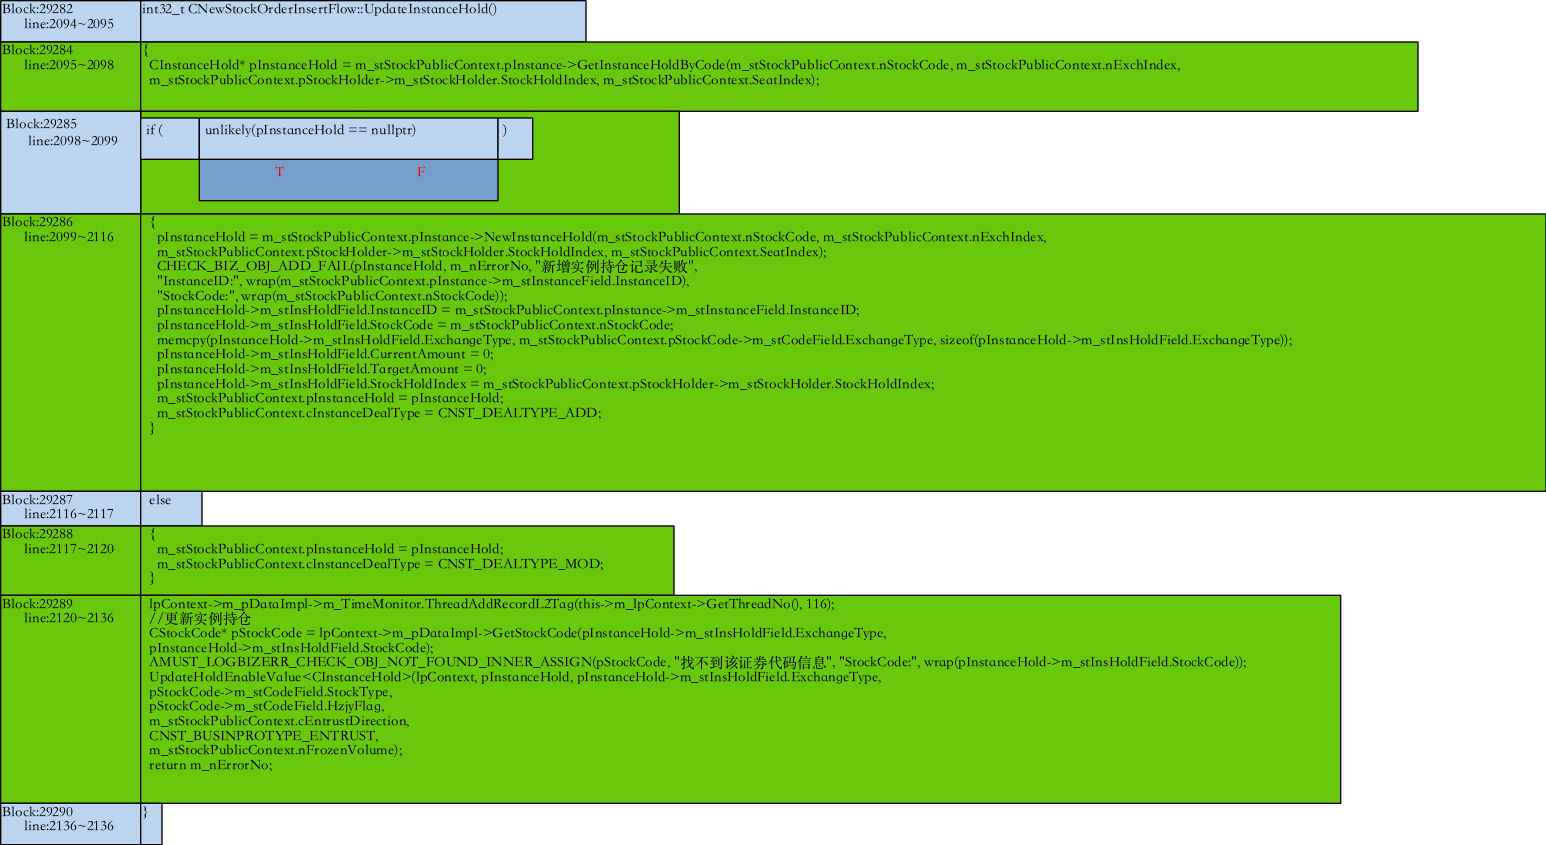 Block:29282
line:2094~2095
int32_t CNewStockOrderInsertFlow::UpdateInstanceHold()
Block:29284
line:2095~2098
{
CInstanceHold* pInstanceHold = m_stStockPublicContext.pInstance->GetInstanceHoldByCode(m_stStockPublicContext.nStockCode, m_stStockPublicContext.nExchIndex,
m_stStockPublicContext.pStockHolder->m_stStockHolder.StockHoldIndex, m_stStockPublicContext.SeatIndex);
Block:29285
line:2098~2099
if ( unlikely(pInstanceHold == nullptr) )
T F
Block:29286
line:2099~2116
{
pInstanceHold = m_stStockPublicContext.pInstance->NewInstanceHold(m_stStockPublicContext.nStockCode, m_stStockPublicContext.nExchIndex,
m_stStockPublicContext.pStockHolder->m_stStockHolder.StockHoldIndex, m_stStockPublicContext.SeatIndex);
CHECK_BIZ_OBJ_ADD_FAIL(pInstanceHold, m_nErrorNo, "新增实例持仓记录失败",
"InstanceID:", wrap(m_stStockPublicContext.pInstance->m_stInstanceField.InstanceID),
"StockCode:", wrap(m_stStockPublicContext.nStockCode));
pInstanceHold->m_stInsHoldField.InstanceID = m_stStockPublicContext.pInstance->m_stInstanceField.InstanceID;
pInstanceHold->m_stInsHoldField.StockCode = m_stStockPublicContext.nStockCode;
memcpy(pInstanceHold->m_stInsHoldField.ExchangeType, m_stStockPublicContext.pStockCode->m_stCodeField.ExchangeType, sizeof(pInstanceHold->m_stInsHoldField.ExchangeType));
pInstanceHold->m_stInsHoldField.CurrentAmount = 0;
pInstanceHold->m_stInsHoldField.TargetAmount = 0;
pInstanceHold->m_stInsHoldField.StockHoldIndex = m_stStockPublicContext.pStockHolder->m_stStockHolder.StockHoldIndex;
m_stStockPublicContext.pInstanceHold = pInstanceHold;
m_stStockPublicContext.cInstanceDealType = CNST_DEALTYPE_ADD;
}
Block:29287
line:2116~2117
else
Block:29288
line:2117~2120
{
m_stStockPublicContext.pInstanceHold = pInstanceHold;
m_stStockPublicContext.cInstanceDealType = CNST_DEALTYPE_MOD;
}
Block:29289
line:2120~2136
lpContext->m_pDataImpl->m_TimeMonitor.ThreadAddRecordL2Tag(this->m_lpContext->GetThreadNo(), 116);
//更新实例持仓
CStockCode* pStockCode = lpContext->m_pDataImpl->GetStockCode(pInstanceHold->m_stInsHoldField.ExchangeType,
pInstanceHold->m_stInsHoldField.StockCode);
AMUST_LOGBIZERR_CHECK_OBJ_NOT_FOUND_INNER_ASSIGN(pStockCode, "找不到该证券代码信息", "StockCode:", wrap(pInstanceHold->m_stInsHoldField.StockCode));
UpdateHoldEnableValue<CInstanceHold>(lpContext, pInstanceHold, pInstanceHold->m_stInsHoldField.ExchangeType,
pStockCode->m_stCodeField.StockType,
pStockCode->m_stCodeField.HzjyFlag,
m_stStockPublicContext.cEntrustDirection,
CNST_BUSINPROTYPE_ENTRUST,
m_stStockPublicContext.nFrozenVolume);
return m_nErrorNo;
Block:29290
line:2136~2136
}